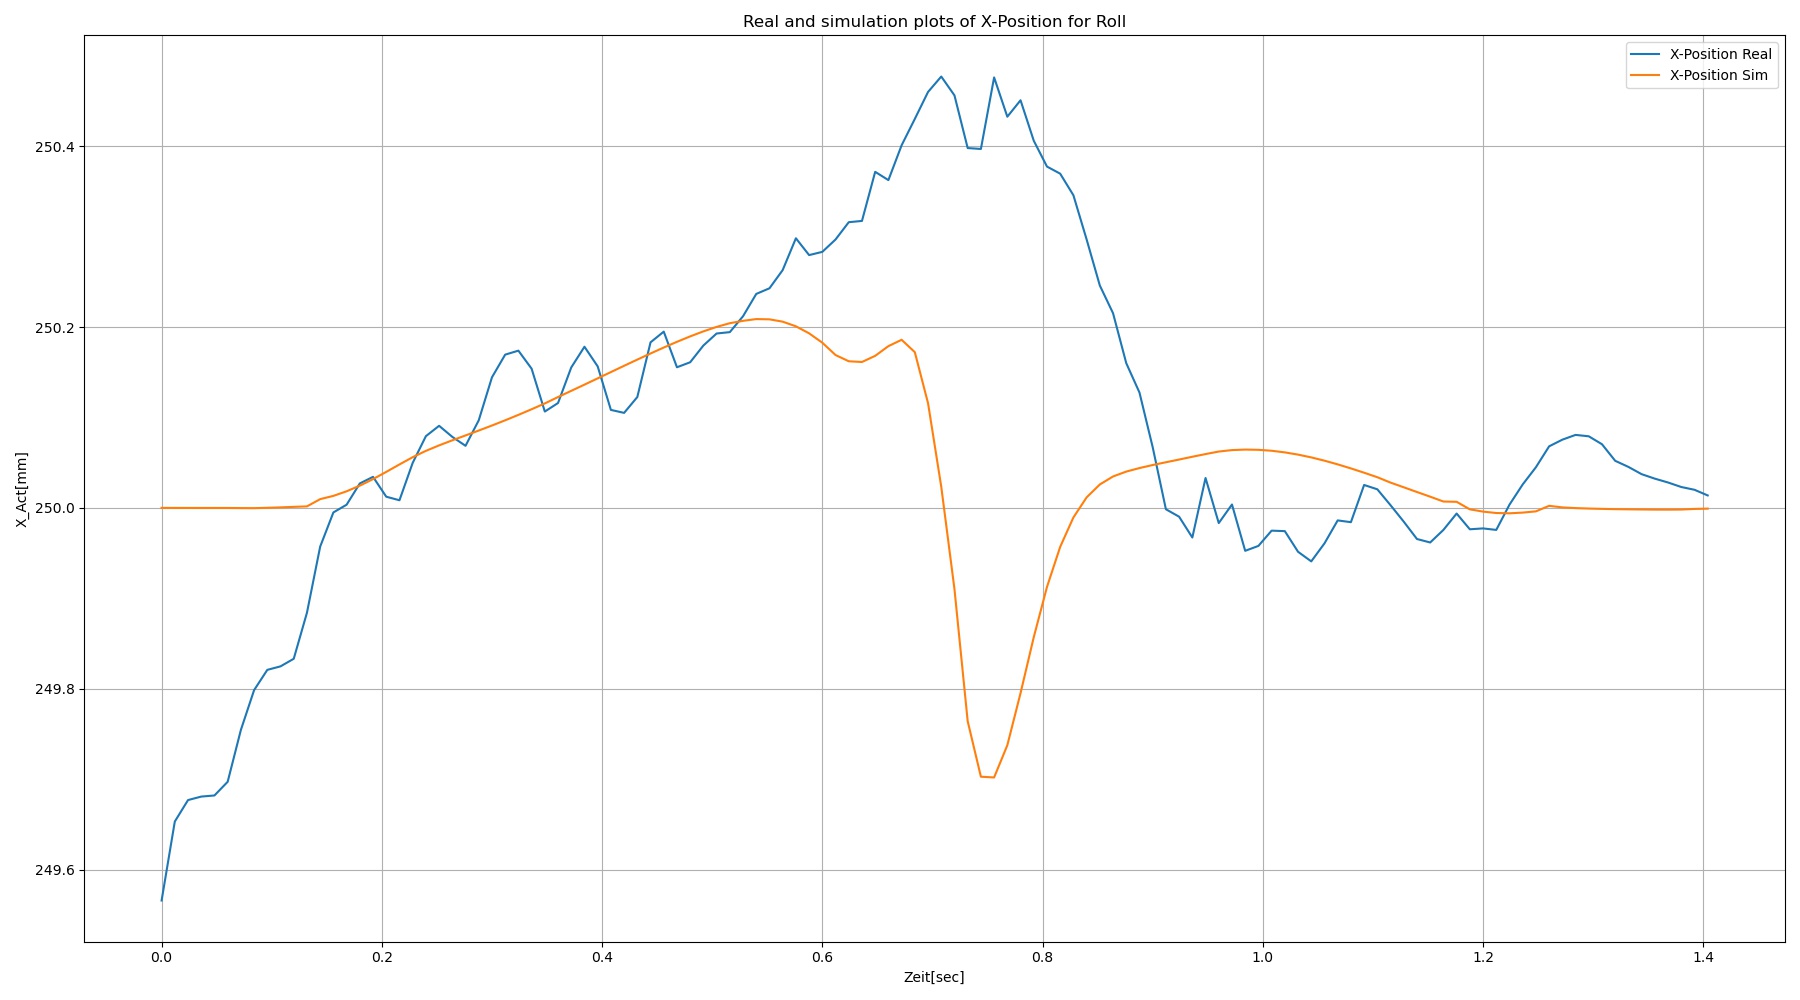 Real and simulation plots of X-Position for Roll
X-Position Real
X-Position Sim
X_Act[mm]
250.4
250.2
250.0
249.8
249.6
0.0 0.2 0.4 0.6 0.8 1.0 1.2 1.4
Zeit[sec]